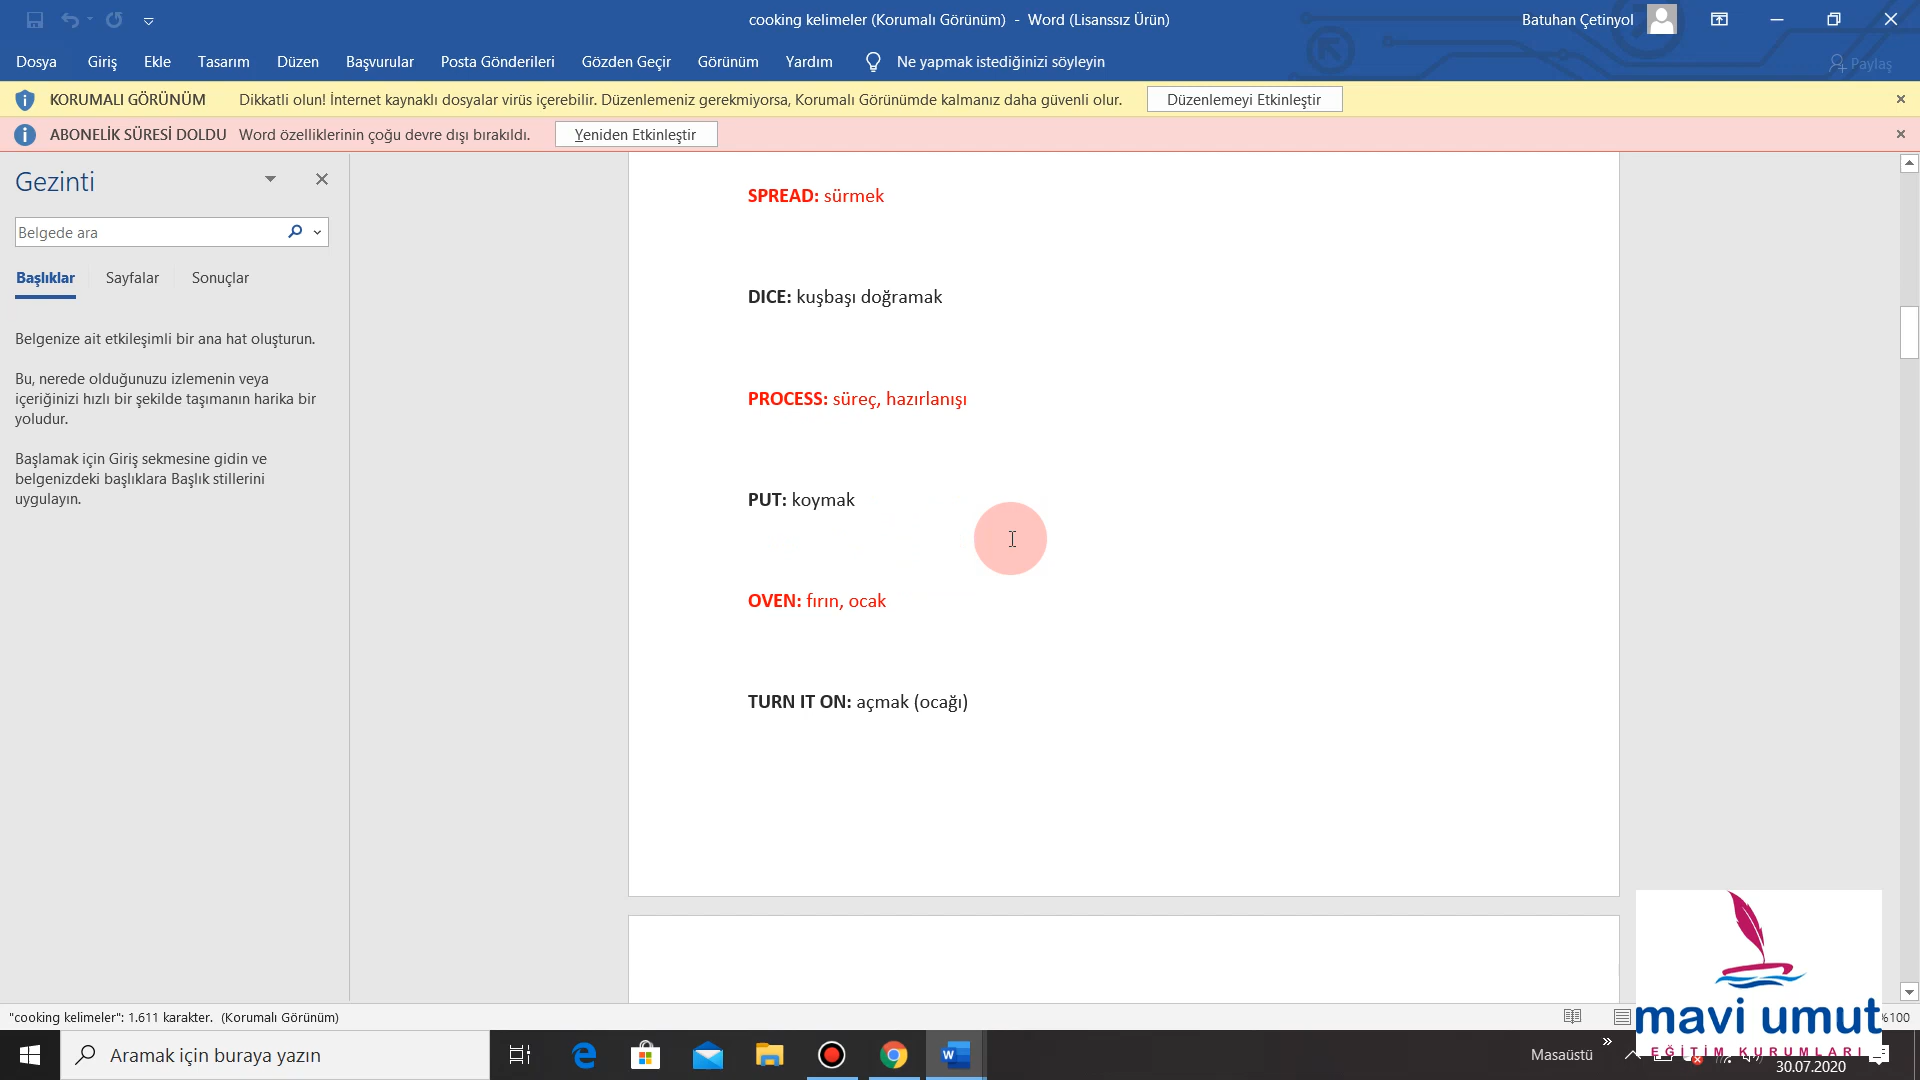 cooking kelimeler (Korumalı Görünüm) - Word (Lisanssız Ürün)
Batuhan Çetinyol
Dosya Giriş Ekle Tasarım Düzen Başvurular Posta Gönderileri Gözden Geçir Görünüm Yardım Ne yapmak istediğinizi söyleyin
Paylaş
KORUMALI GÖRÜNÜM Dikkatli olun! İnternet kaynaklı dosyalar virüs içerebilir. Düzenlemeniz gerekmiyorsa, Korumalı Görünümde kalmanız daha güvenli olur. Düzenlemeyi Etkinleştir
ABONELİK SÜRESİ DOLDU Word özelliklerinin çoğu devre dışı bırakıldı. Yeniden Etkinleştir
Gezinti
Belgede ara
Başlıklar Sayfalar Sonuçlar
Belgenize ait etkileşimli bir ana hat oluşturun.
Bu, nerede olduğunuzu izlemenin veya
içeriğinizi hızlı bir şekilde taşımanın harika bir
yoludur.
Başlamak için Giriş sekmesine gidin ve
belgenizdeki başlıklara Başlık stillerini
uygulayın.
SPREAD: sürmek
DICE: kuşbaşı doğramak
PROCESS: süreç, hazırlanışı
PUT: koymak
OVEN: fırın, ocak
TURN IT ON: açmak (ocağı)
"cooking kelimeler": 1.611 karakter. (Korumalı Görünüm)
%100
mavi umut
EĞİTİM KURUMLARI
Aramak için buraya yazın
Masaüstü
30.07.2020